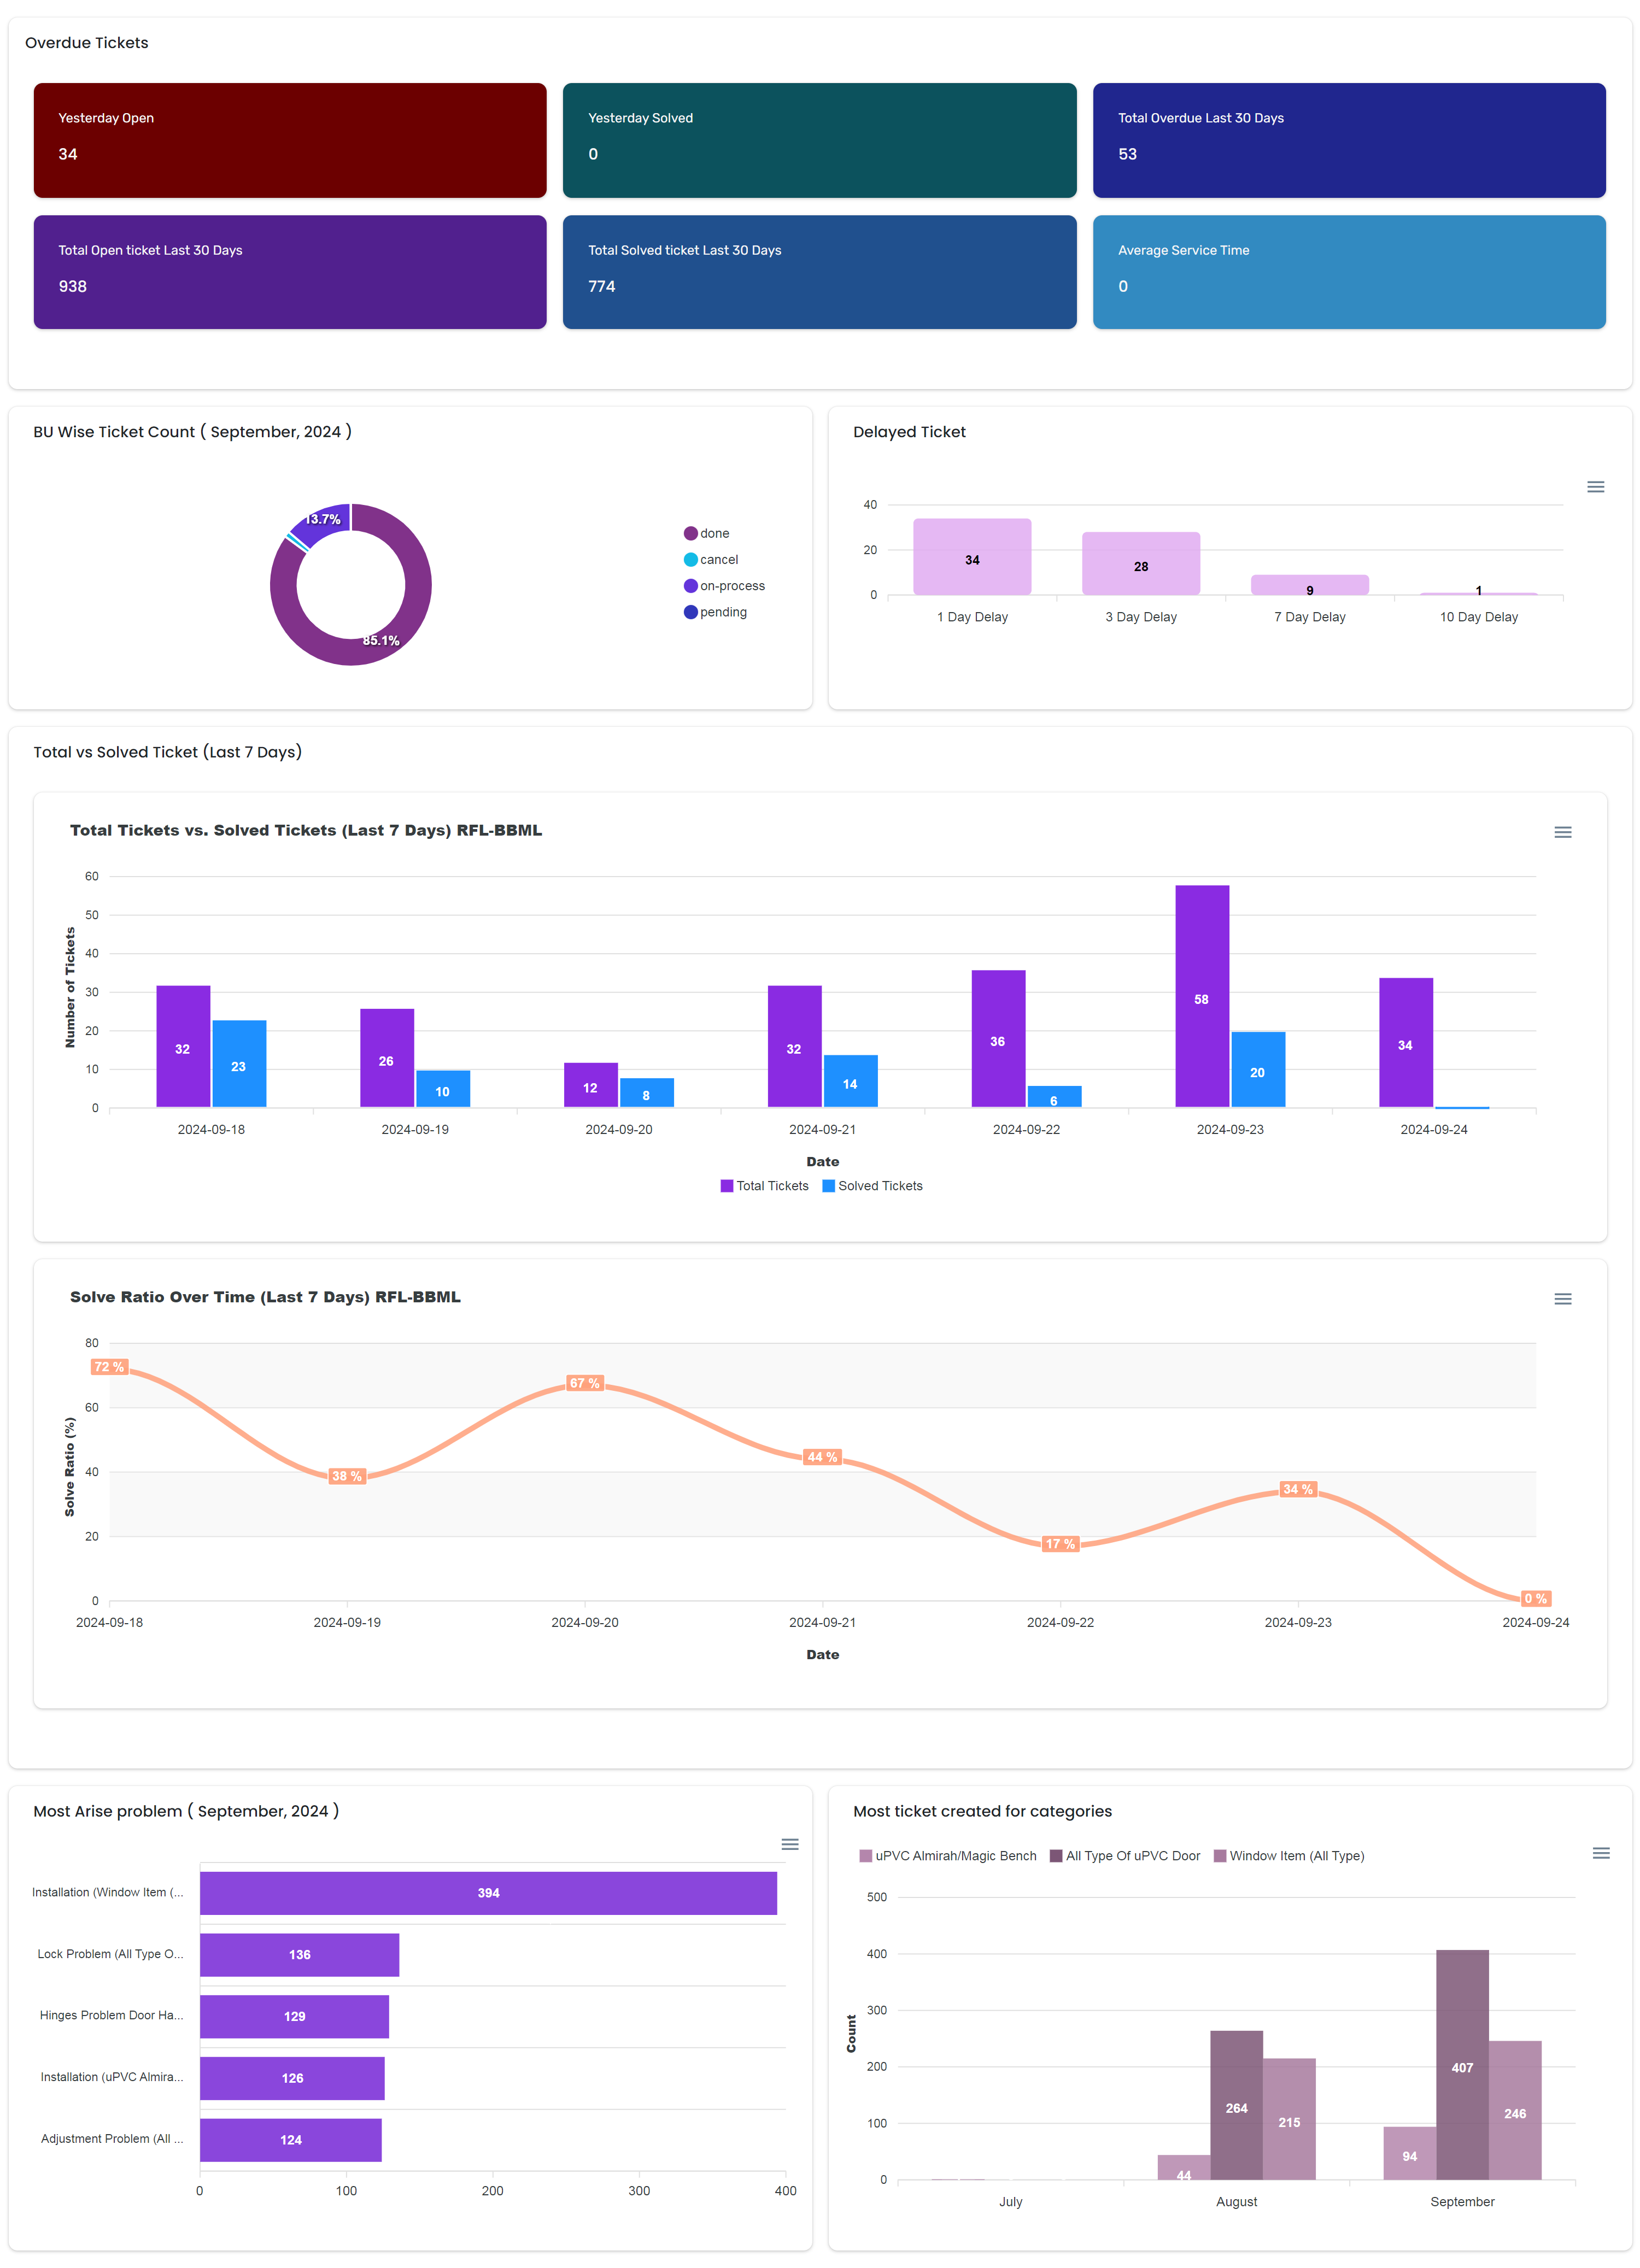 Overdue Tickets
Yesterday Open
34
Yesterday Solved
0
Total Overdue Last 30 Days
53
Total Open ticket Last 30 Days
938
Total Solved ticket Last 30 Days
774
Average Service Time
0
BU Wise Ticket Count ( September, 2024 )
13.7%
85.1%
done
cancel
on-process
pending
Delayed Ticket
40
20
0
34
28
9
1
1 Day Delay
3 Day Delay
7 Day Delay
10 Day Delay
Total vs Solved Ticket (Last 7 Days)
Total Tickets vs. Solved Tickets (Last 7 Days) RFL-BBML
Number of Tickets
60
50
40
30
20
10
0
32
23
26
10
12
8
32
14
36
6
58
20
34
2024-09-18
2024-09-19
2024-09-20
2024-09-21
2024-09-22
2024-09-23
2024-09-24
Date
Total Tickets
Solved Tickets
Solve Ratio Over Time (Last 7 Days) RFL-BBML
Solve Ratio (%)
80
60
40
20
0
72 %
38 %
67 %
44 %
17 %
34 %
0 %
2024-09-18
2024-09-19
2024-09-20
2024-09-21
2024-09-22
2024-09-23
2024-09-24
Date
Most Arise problem ( September, 2024 )
Installation (Window Item (...
394
Lock Problem (All Type O...
136
Hinges Problem Door Ha...
129
Installation (uPVC Almira...
126
Adjustment Problem (All ...
124
0
100
200
300
400
Most ticket created for categories
uPVC Almirah/Magic Bench
All Type Of uPVC Door
Window Item (All Type)
Count
500
400
300
200
100
0
44
264
215
94
407
246
July
August
September